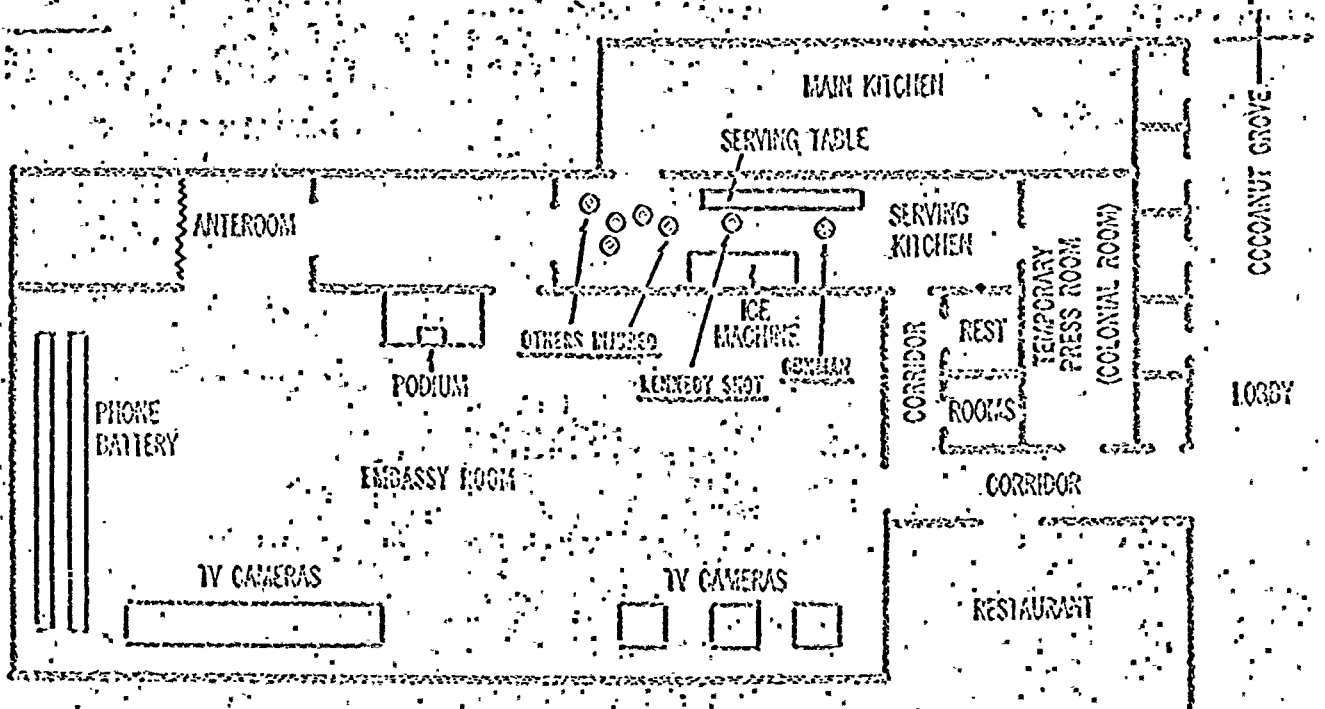 MAIN KITCHEN
SERVING TABLE
ANTEROOM
SERVING
KITCHEN
TEMPORARY
PRESS ROOM
(COLONIAL ROOM)
COCOANUT GROVE
ICE
MACHINE
OTHERS INJURED
KENNEDY SHOT
GUNMAN
PODIUM
CORRIDOR
REST
ROOMS
LOBBY
PHONE
BATTERY
EMBASSY ROOM
CORRIDOR
TV CAMERAS
TV CAMERAS
RESTAURANT